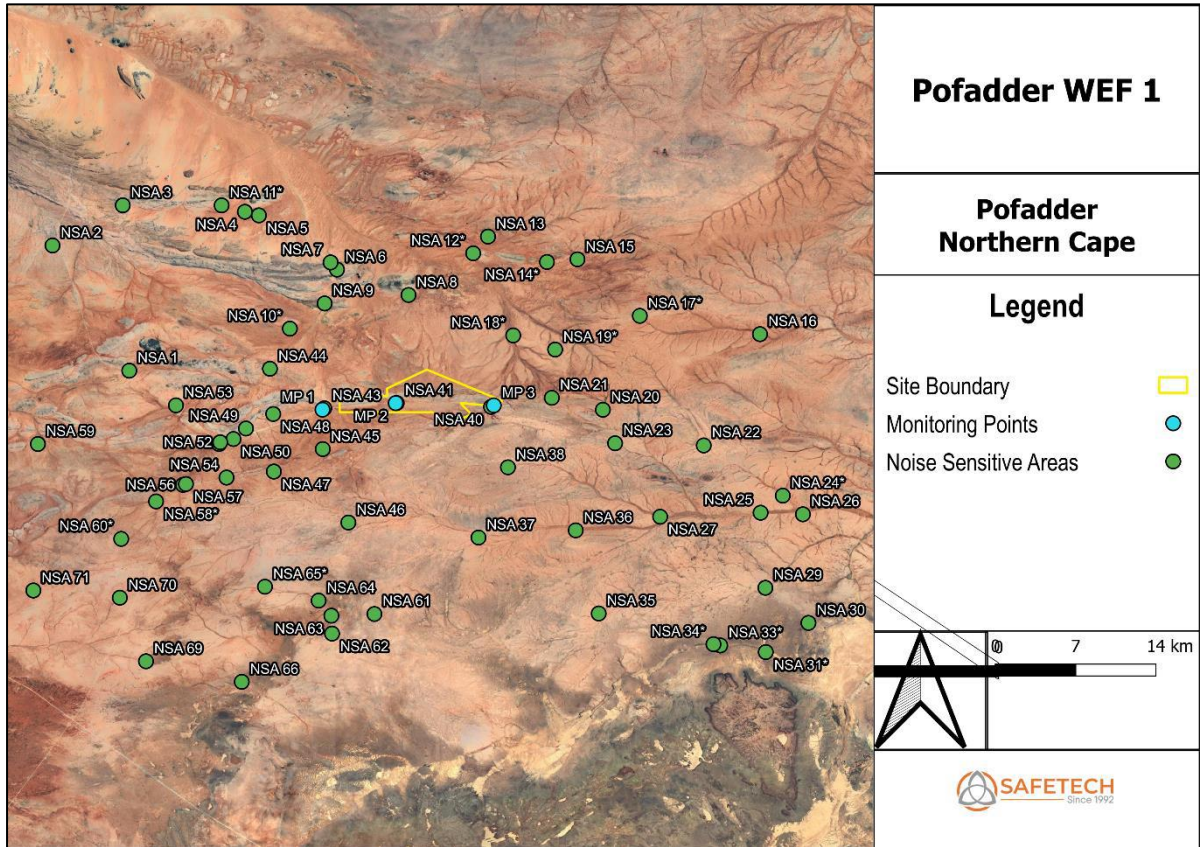 Pofadder WEF 1
Pofadder
Northern Cape
Legend
Site Boundary
Monitoring Points
Noise Sensitive Areas
0
0
7
14 km
SAFETECH
Since 1992
NSA 3
NSA 11*
NSA 4
NSA 5
NSA 2
NSA 7
NSA 6
NSA 13
NSA 12*
NSA 15
NSA 14*
NSA 8
NSA 9
NSA 10*
NSA 17*
NSA 16
NSA 18*
NSA 19*
NSA 1
NSA 44
NSA 53
MP 1
NSA 43
NSA 41
MP 3
NSA 21
NSA 20
NSA 49
NSA 48
MP 2
NSA 40
NSA 59
NSA 52
NSA 50
NSA 45
NSA 23
NSA 22
NSA 54
NSA 38
NSA 56
NSA 57
NSA 47
NSA 58*
NSA 24*
NSA 25
NSA 26
NSA 60*
NSA 46
NSA 37
NSA 36
NSA 27
NSA 71
NSA 70
NSA 65*
NSA 64
NSA 61
NSA 35
NSA 29
NSA 30
NSA 63
NSA 62
NSA 34*
NSA 33*
NSA 31*
NSA 69
NSA 66